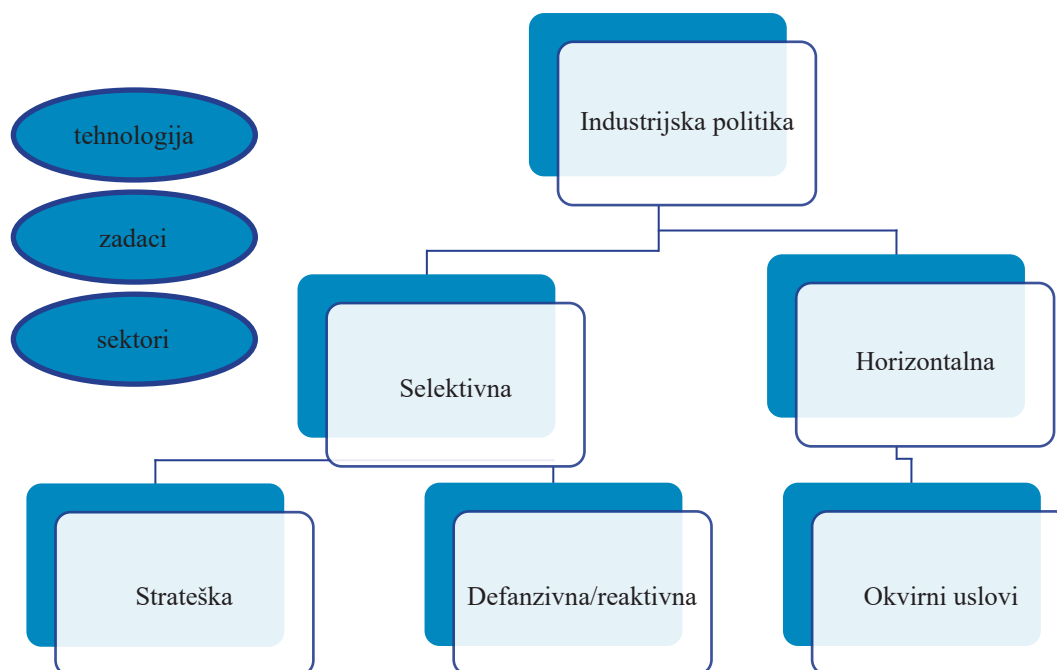 Industrijska politika
tehnologija
zadaci
sektori
Selektivna
Horizontalna
Strateška
Defanzivna/reaktivna
Okvirni uslovi